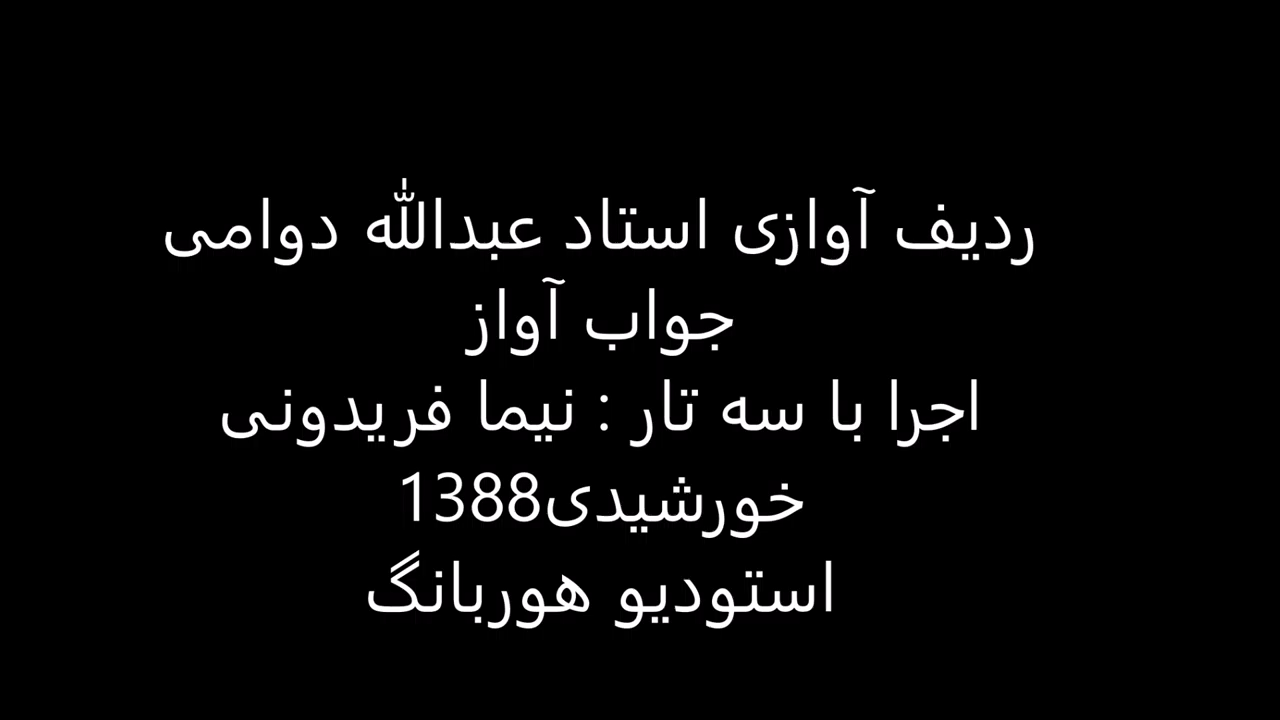 ردیف آوازی استاد عبدالله دوامی
جواب آواز
اجرا با سه تار : نیما فریدونی
خورشیدی1388
استودیو هوربانگ